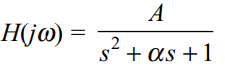 H(jω) = A / (s² + αs + 1)